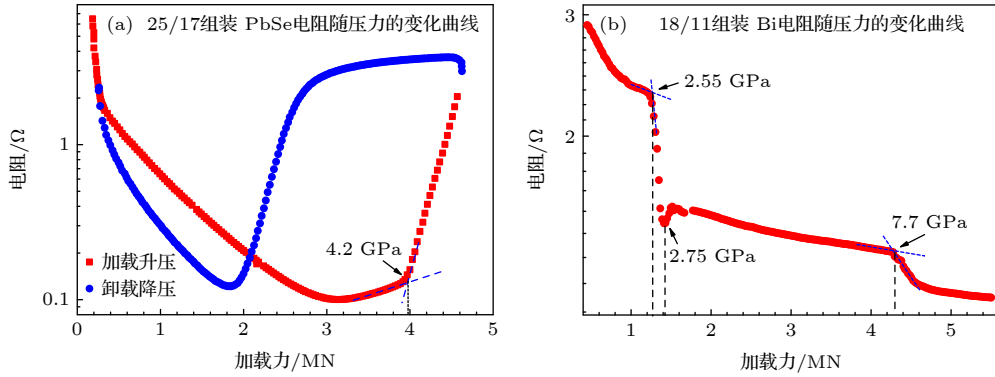 (a) 25/17组装 PbSe电阻随压力的变化曲线
1
0.1
电阻/Ω
4.2 GPa
加载升压
卸载降压
0 1 2 3 4 5
加载力/MN
(b) 18/11组装 Bi电阻随压力的变化曲线
3
2
电阻/Ω
2.55 GPa
2.75 GPa
7.7 GPa
1 2 3 4 5
加载力/MN